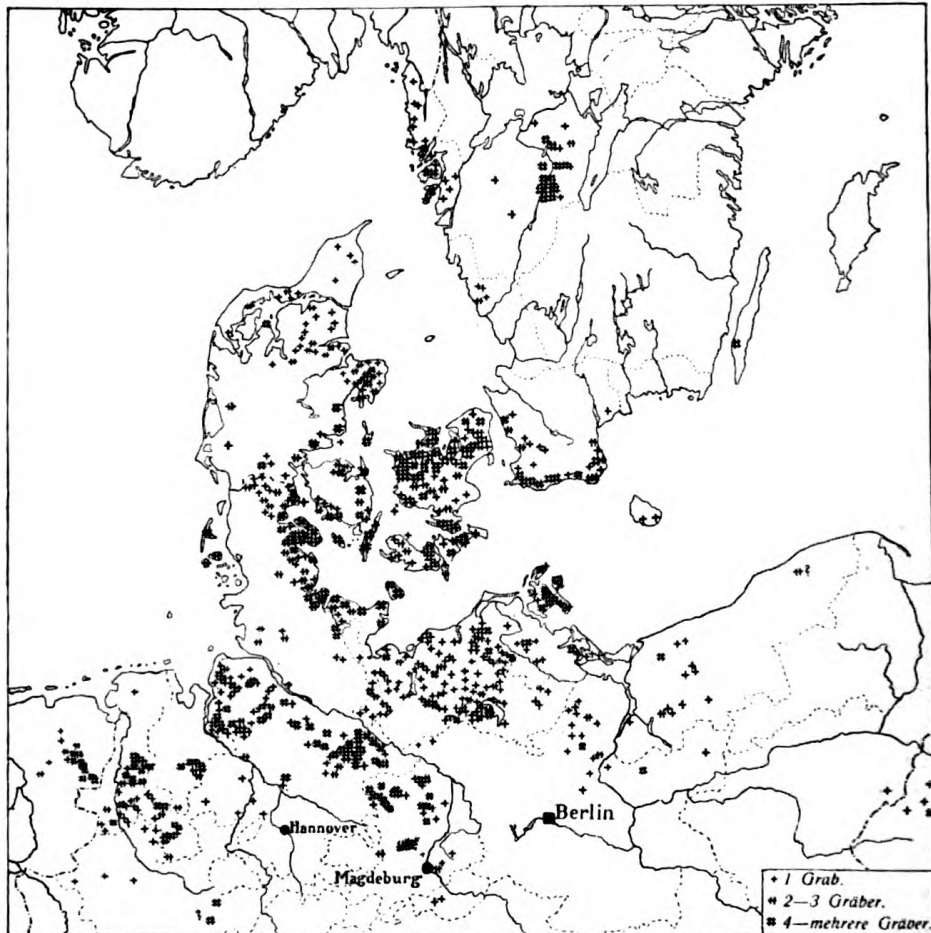 Berlin
Hannover
Magdeburg
+ 1 Grab.
2—3 Gräber.
4—mehrere Gräber.